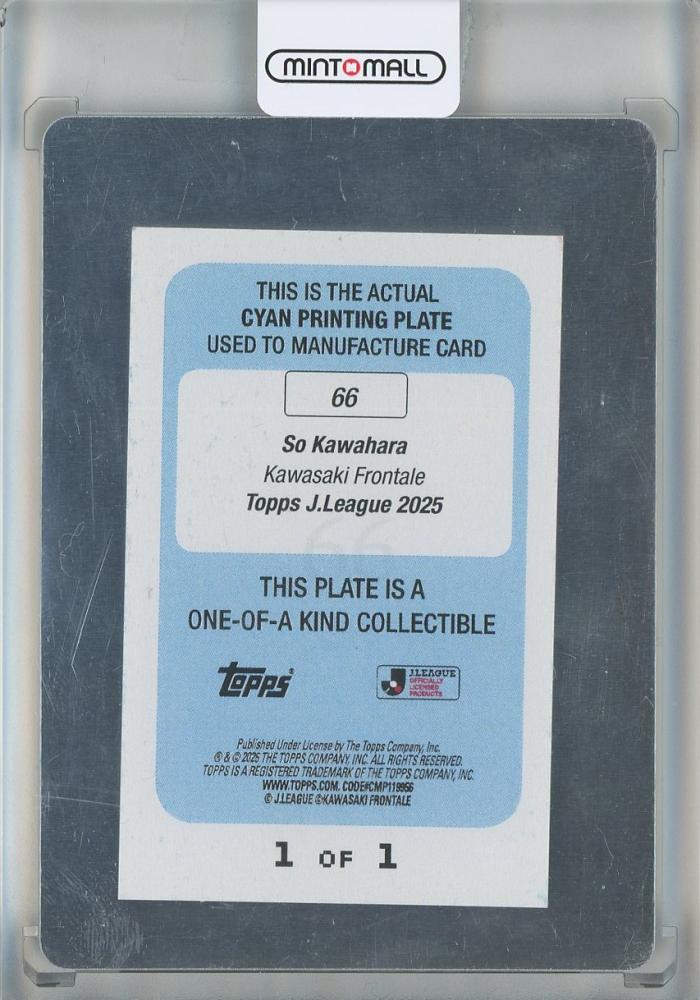 MINTOMALL
THIS IS THE ACTUAL
CYAN PRINTING PLATE
USED TO MANUFACTURE CARD
66
So Kawahara
Kawasaki Frontale
Topps J.League 2025
66
THIS PLATE IS A
ONE-OF-A KIND COLLECTIBLE
Topps®
J.LEAGUE
OFFICIALLY
LICENSED
PRODUCTS
Published Under License by The Topps Company, Inc.
® & © 2025 THE TOPPS COMPANY, INC. ALL RIGHTS RESERVED.
TOPPS IS A REGISTERED TRADEMARK OF THE TOPPS COMPANY, INC.
WWW.TOPPS.COM. CODE#CMP119956
© J.LEAGUE ©KAWASAKI FRONTALE
1 OF 1